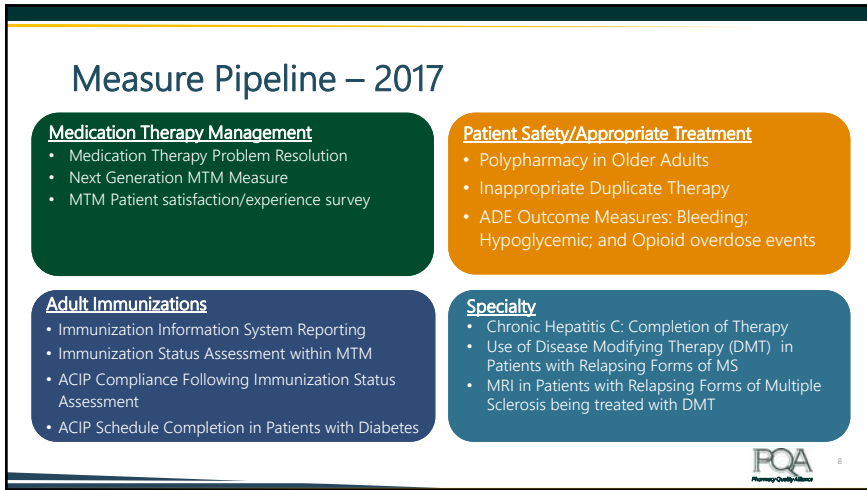 Measure Pipeline – 2017
Medication Therapy Management
• Medication Therapy Problem Resolution
• Next Generation MTM Measure
• MTM Patient satisfaction/experience survey
Patient Safety/Appropriate Treatment
• Polypharmacy in Older Adults
• Inappropriate Duplicate Therapy
• ADE Outcome Measures: Bleeding;
Hypoglycemic; and Opioid overdose events
Adult Immunizations
• Immunization Information System Reporting
• Immunization Status Assessment within MTM
• ACIP Compliance Following Immunization Status
Assessment
• ACIP Schedule Completion in Patients with Diabetes
Specialty
• Chronic Hepatitis C: Completion of Therapy
• Use of Disease Modifying Therapy (DMT) in
Patients with Relapsing Forms of MS
• MRI in Patients with Relapsing Forms of Multiple
Sclerosis being treated with DMT
PQA
Pharmacy Quality Alliance
8